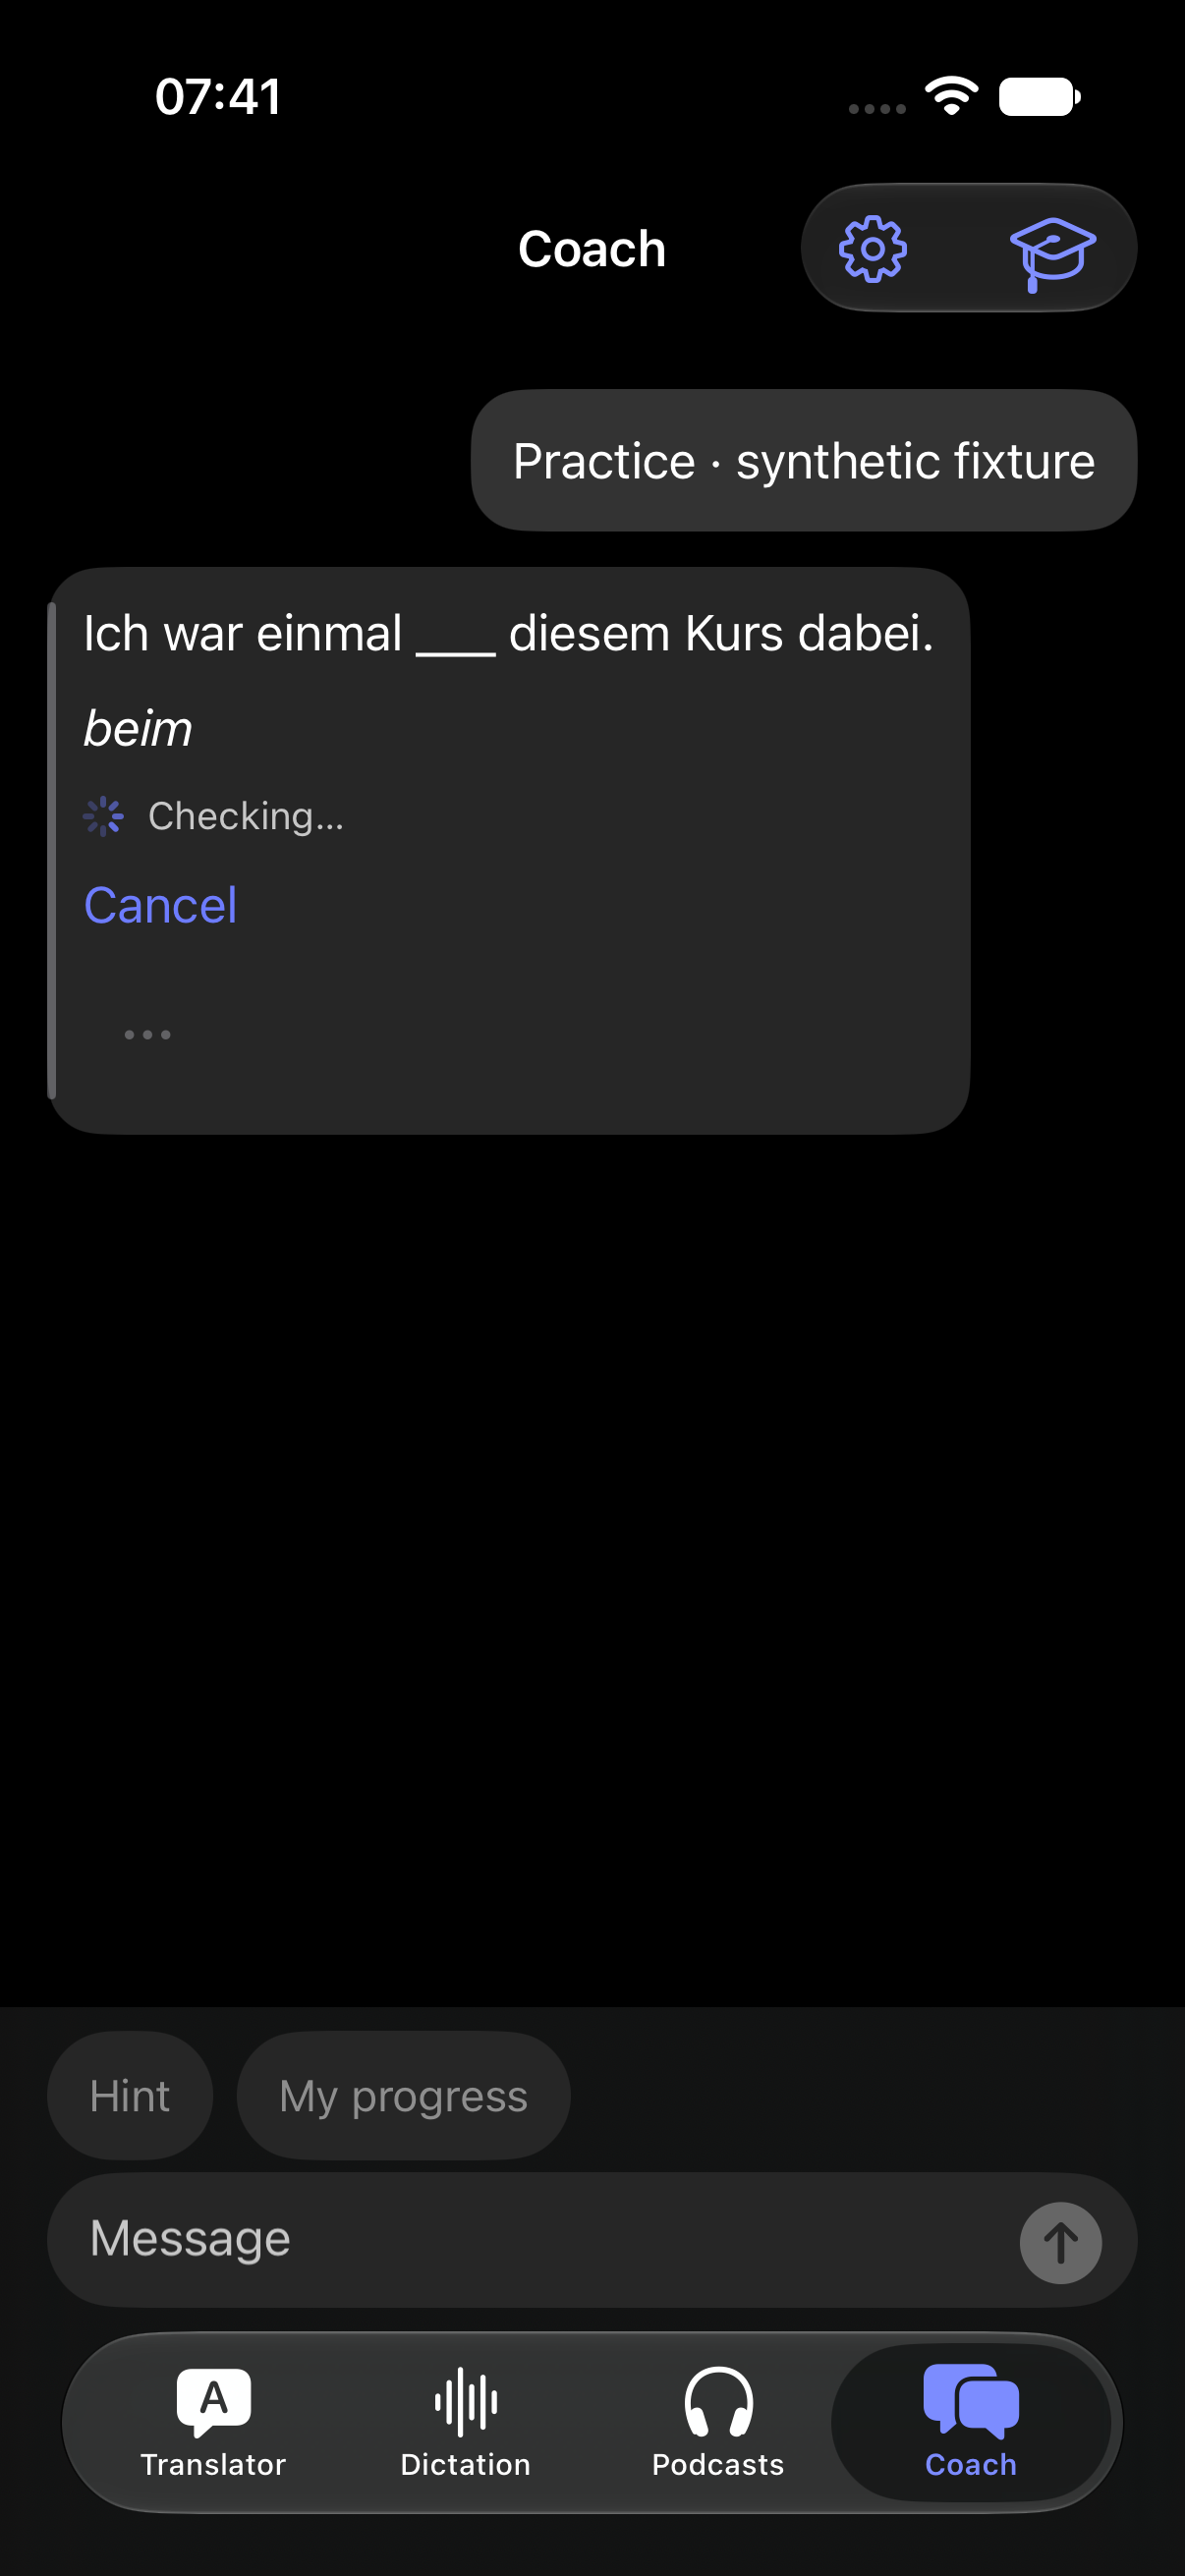 07:41
Coach
Practice · synthetic fixture
Ich war einmal ____ diesem Kurs dabei.
beim
Checking...
Cancel
...
Hint
My progress
Message
Translator
Dictation
Podcasts
Coach